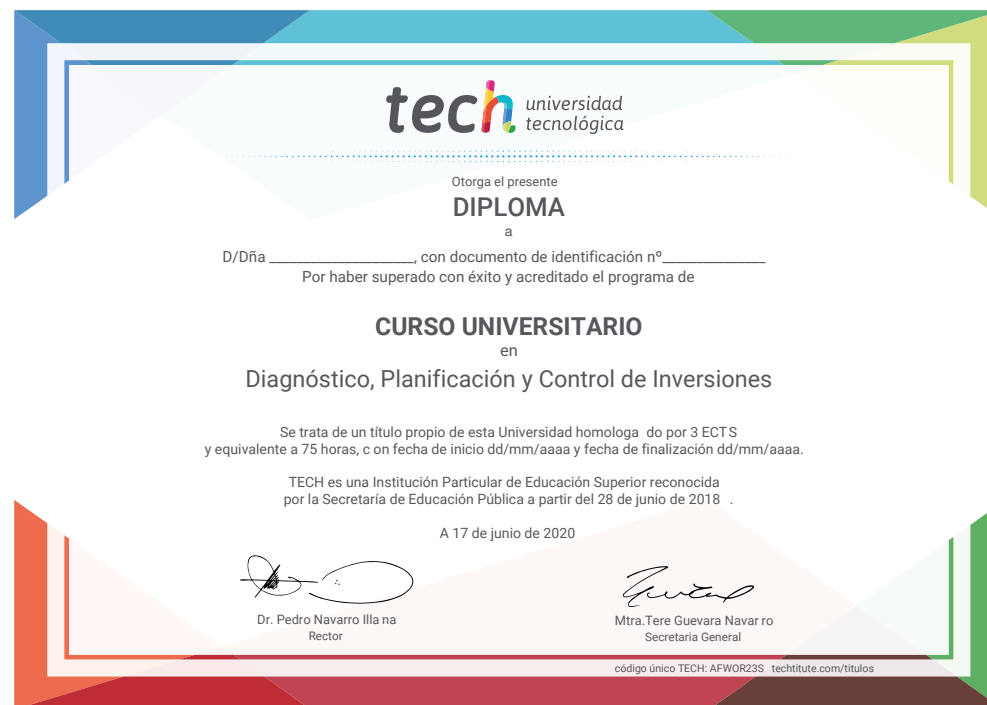 tech universidad
tecnológica
Otorga el presente
DIPLOMA
a
D/Dña ______________________, con documento de identificación nº_______________
Por haber superado con éxito y acreditado el programa de
CURSO UNIVERSITARIO
en
Diagnóstico, Planificación y Control de Inversiones
Se trata de un título propio de esta Universidad homologa do por 3 ECTS
y equivalente a 75 horas, c on fecha de inicio dd/mm/aaaa y fecha de finalización dd/mm/aaaa.
TECH es una Institución Particular de Educación Superior reconocida
por la Secretaría de Educación Pública a partir del 28 de junio de 2018 .
A 17 de junio de 2020
Dr. Pedro Navarro Illa na
Rector
Mtra.Tere Guevara Navar ro
Secretaria General
código único TECH: AFWOR23S techtitute.com/titulos